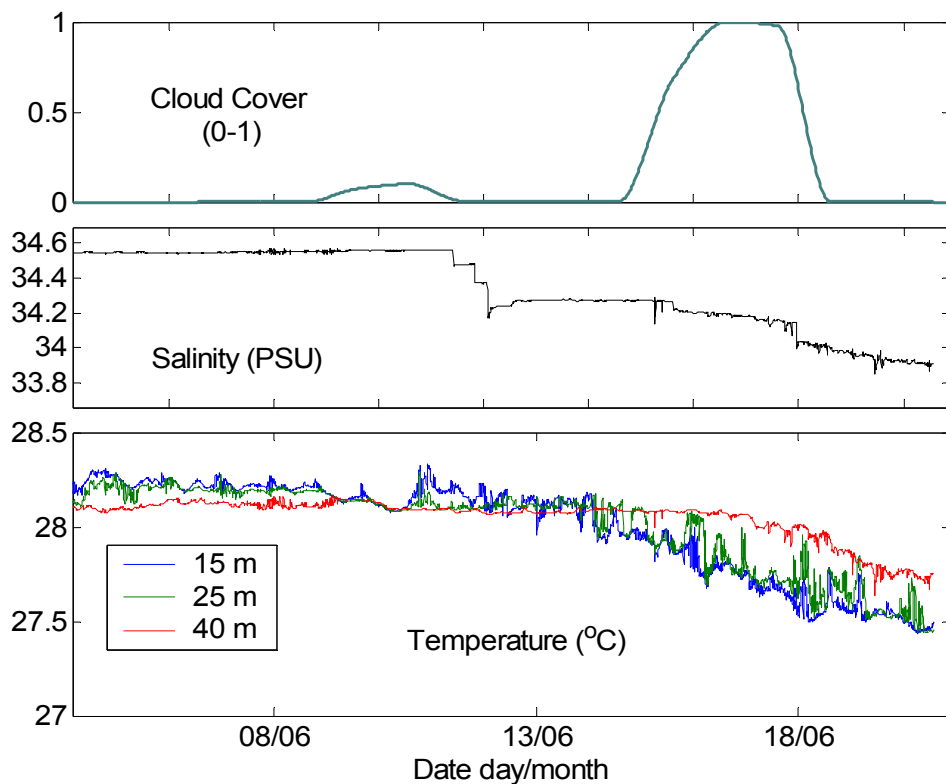 1
0.5
0
Cloud Cover
(0-1)
34.6
34.4
34.2
34
33.8
Salinity (PSU)
28.5
28
27.5
27
15 m
25 m
40 m
Temperature (°C)
08/06
13/06
18/06
Date day/month